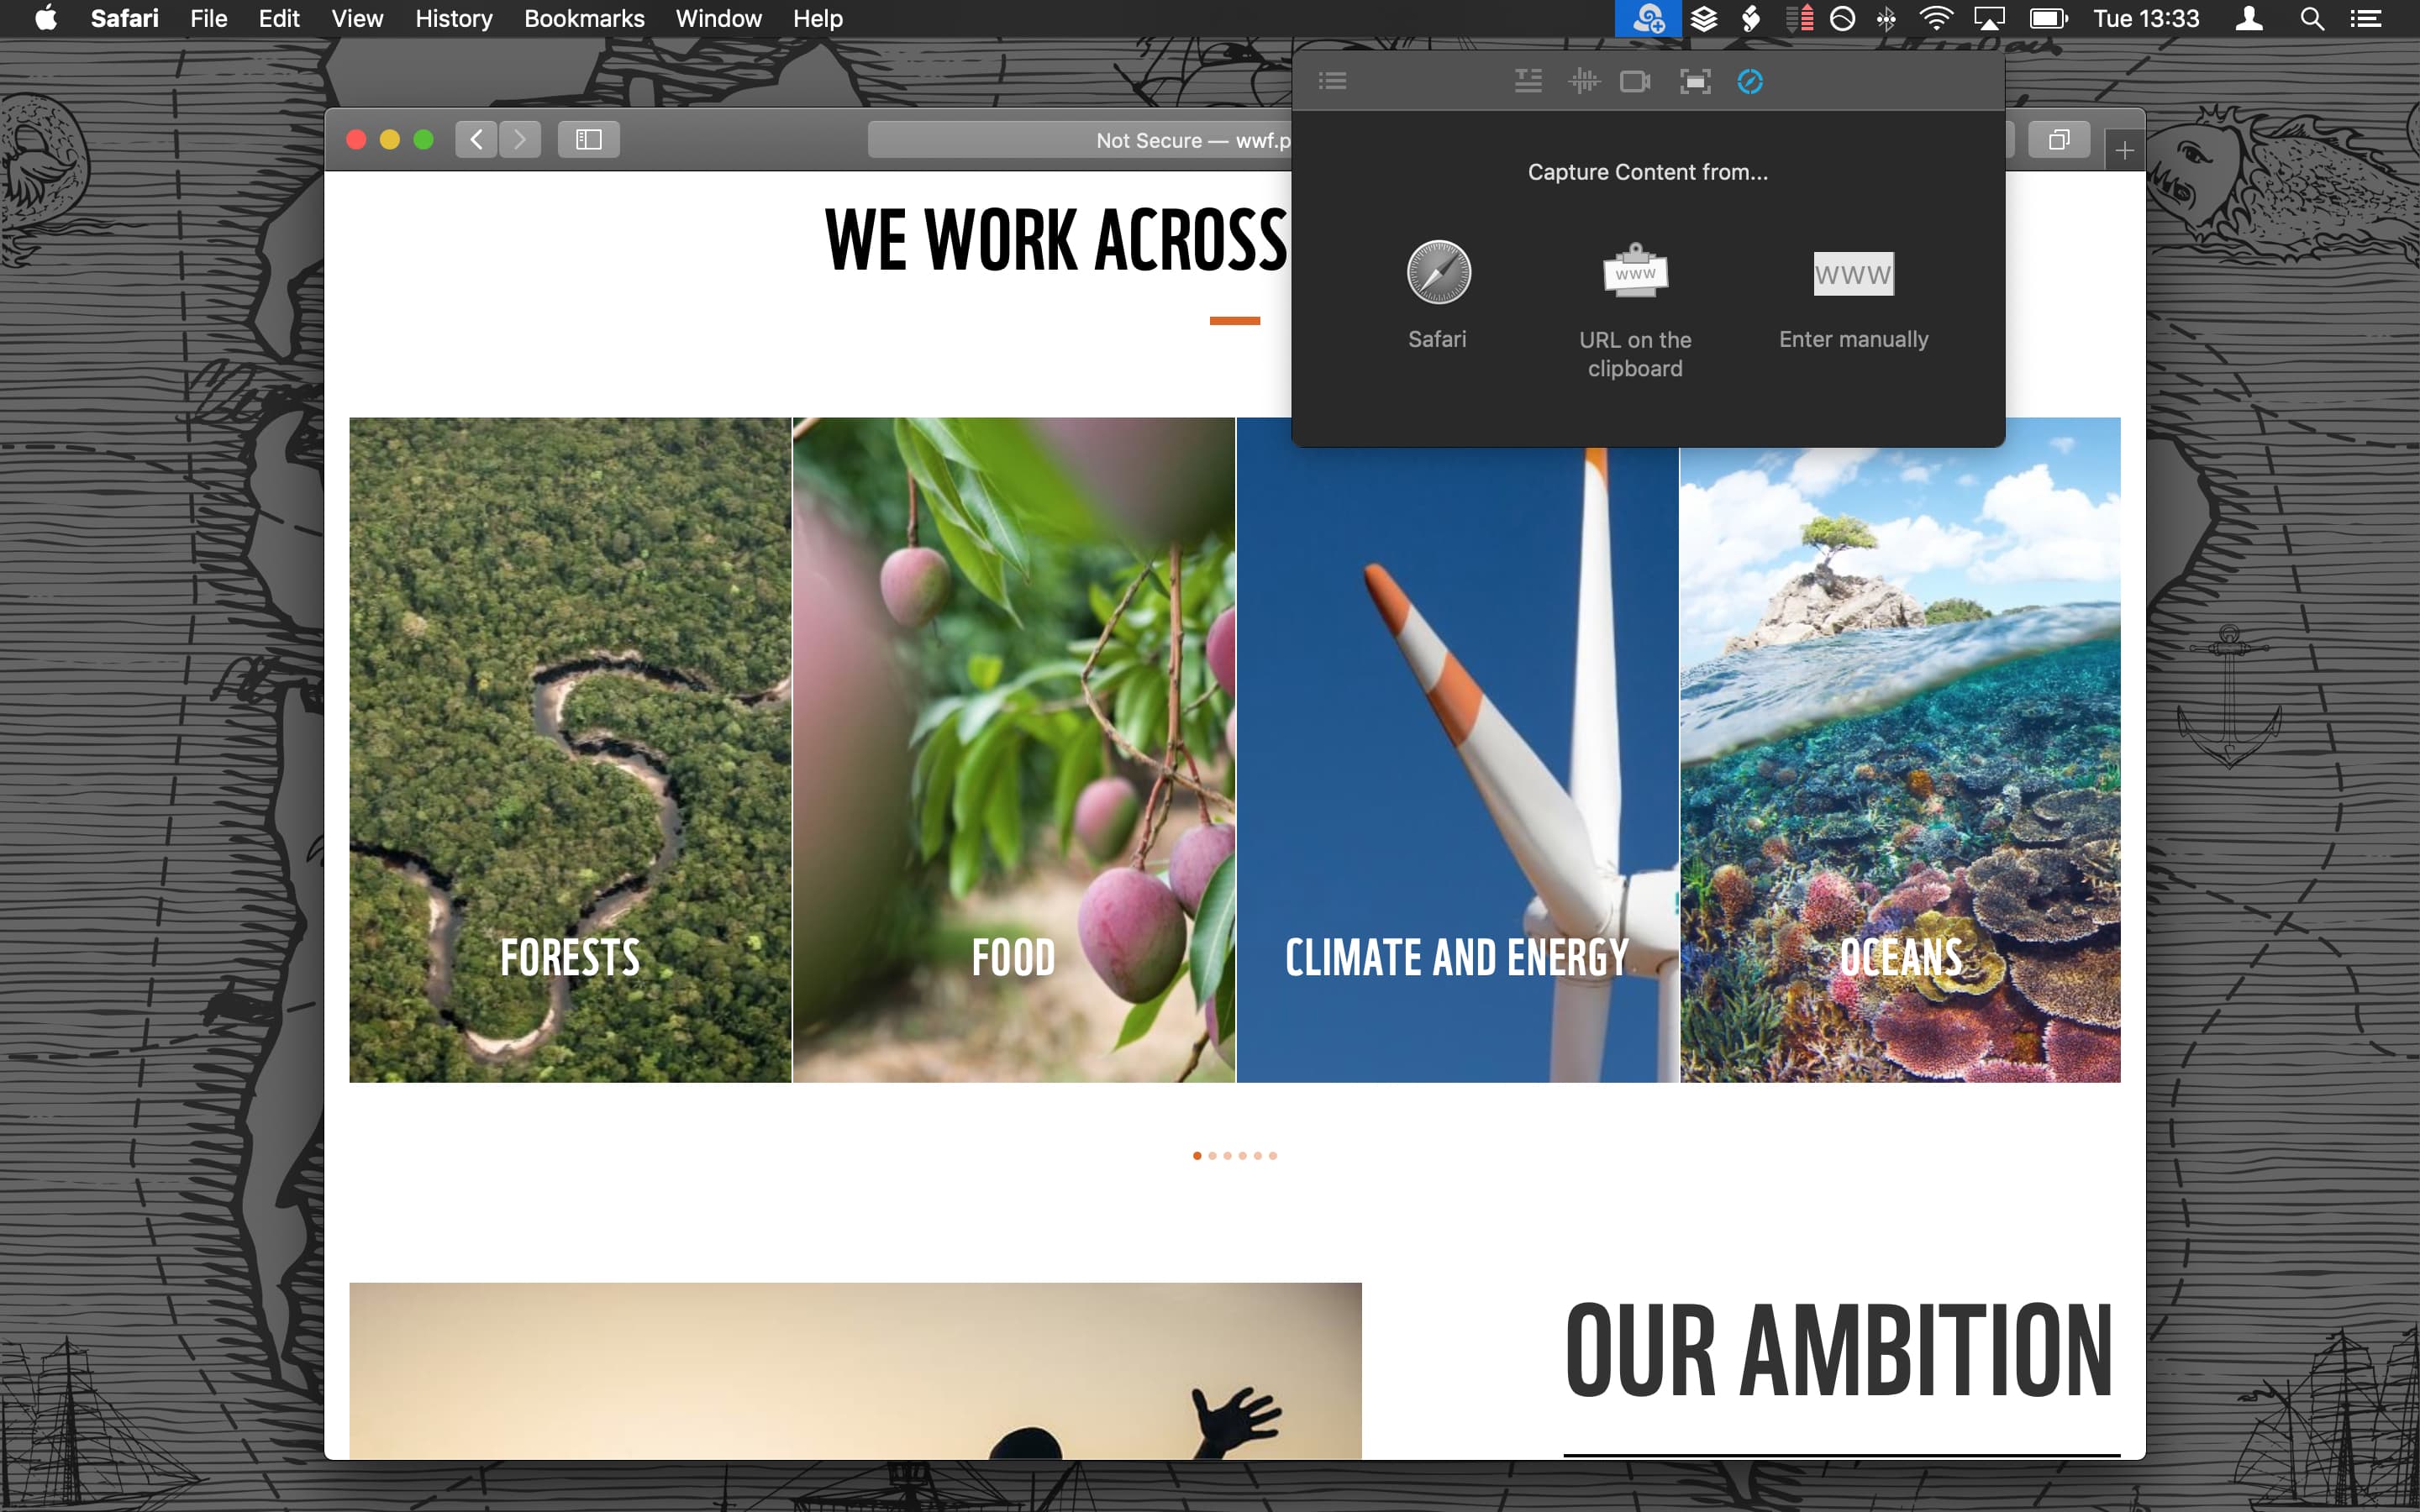 Safari File Edit View History Bookmarks Window Help Tue 13:33
Not Secure — wwf.p
Capture Content from...
www
WWW
Safari
URL on the
clipboard
Enter manually
WE WORK ACROSS
FORESTS
FOOD
CLIMATE AND ENERGY
OCEANS
OUR AMBITION